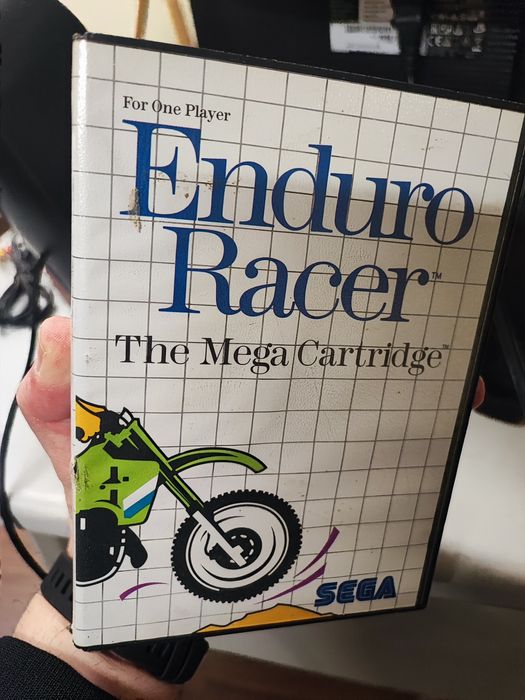 For One Player
Enduro
Racer™
The Mega Cartridge™
SEGA